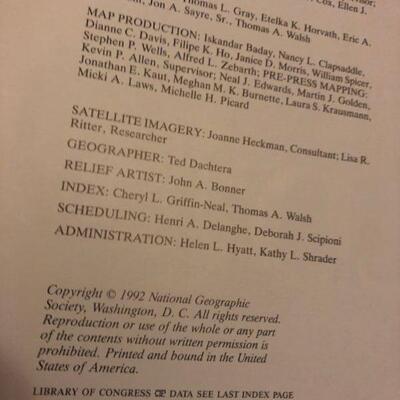 Thomas L. Gray, Etelka K. Horvath, Eric A.
Jon A. Sayre, Sr., Thomas A. Walsh
MAP PRODUCTION: Iskandar Baday, Nancy L. Clapsaddle,
Dianne C. Davis, Filipe K. Ho, Janice D. Morris, William Spicer,
Stephen P. Wells, Alfred L. Zebarth; PRE-PRESS MAPPING:
Kevin P. Allen, Supervisor; Neal J. Edwards, Martin J. Golden,
Jonathan E. Kaut, Meghan M. K. Burnette, Laura S. Krausmann,
Micki A. Laws, Michelle H. Picard
SATELLITE IMAGERY: Joanne Heckman, Consultant; Lisa R.
Ritter, Researcher
GEOGRAPHER: Ted Dachtera
RELIEF ARTIST: John A. Bonner
INDEX: Cheryl L. Griffin-Neal, Thomas A. Walsh
SCHEDULING: Henri A. Delanghe, Deborah J. Scipioni
ADMINISTRATION: Helen L. Hyatt, Kathy L. Shrader
Copyright © 1992 National Geographic
Society, Washington, D. C. All rights reserved.
Reproduction or use of the whole or any part
of the contents without written permission is
prohibited. Printed and bound in the United
States of America.
LIBRARY OF CONGRESS CIP DATA SEE LAST INDEX PAGE